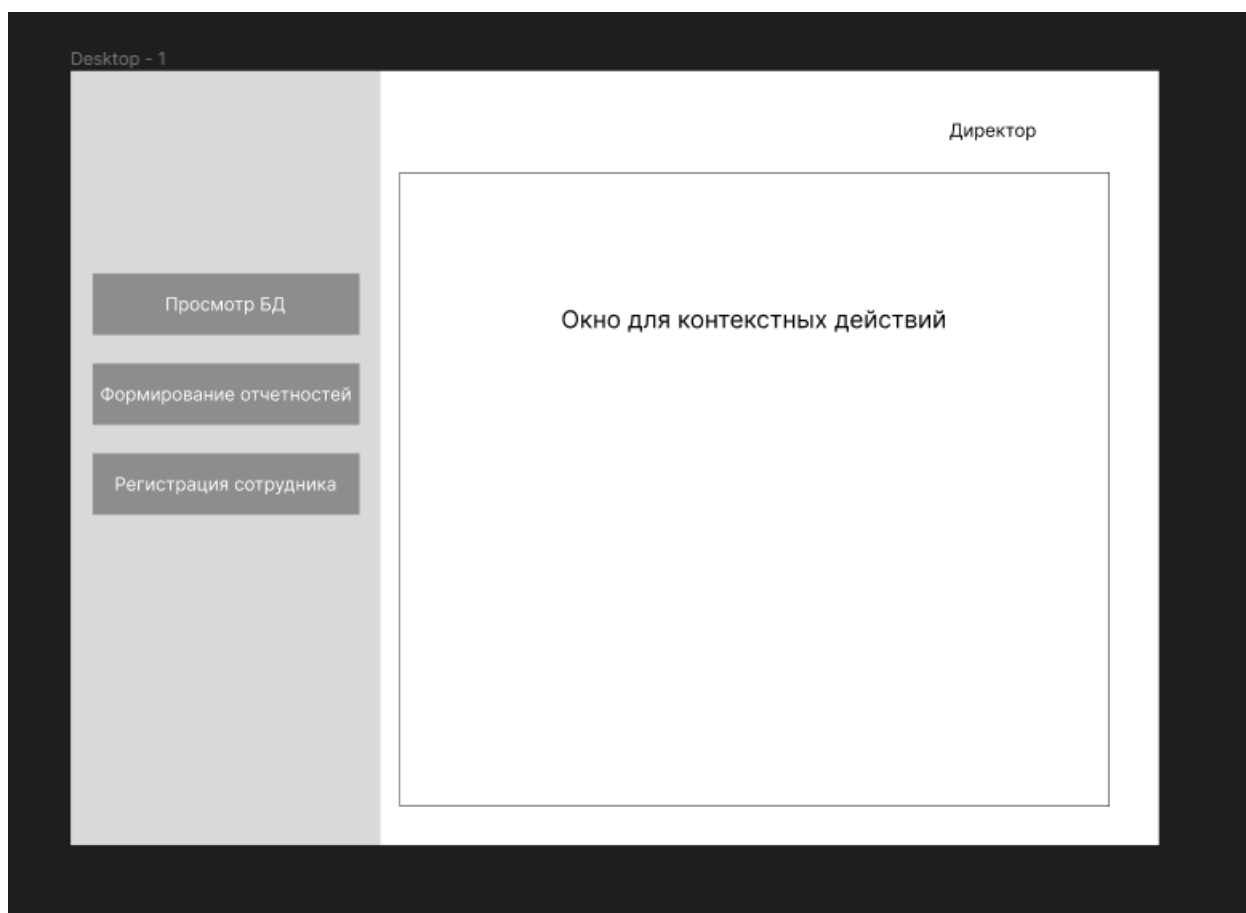 Desktop - 1
Директор
Просмотр БД
Формирование отчетностей
Регистрация сотрудника
Окно для контекстных действий